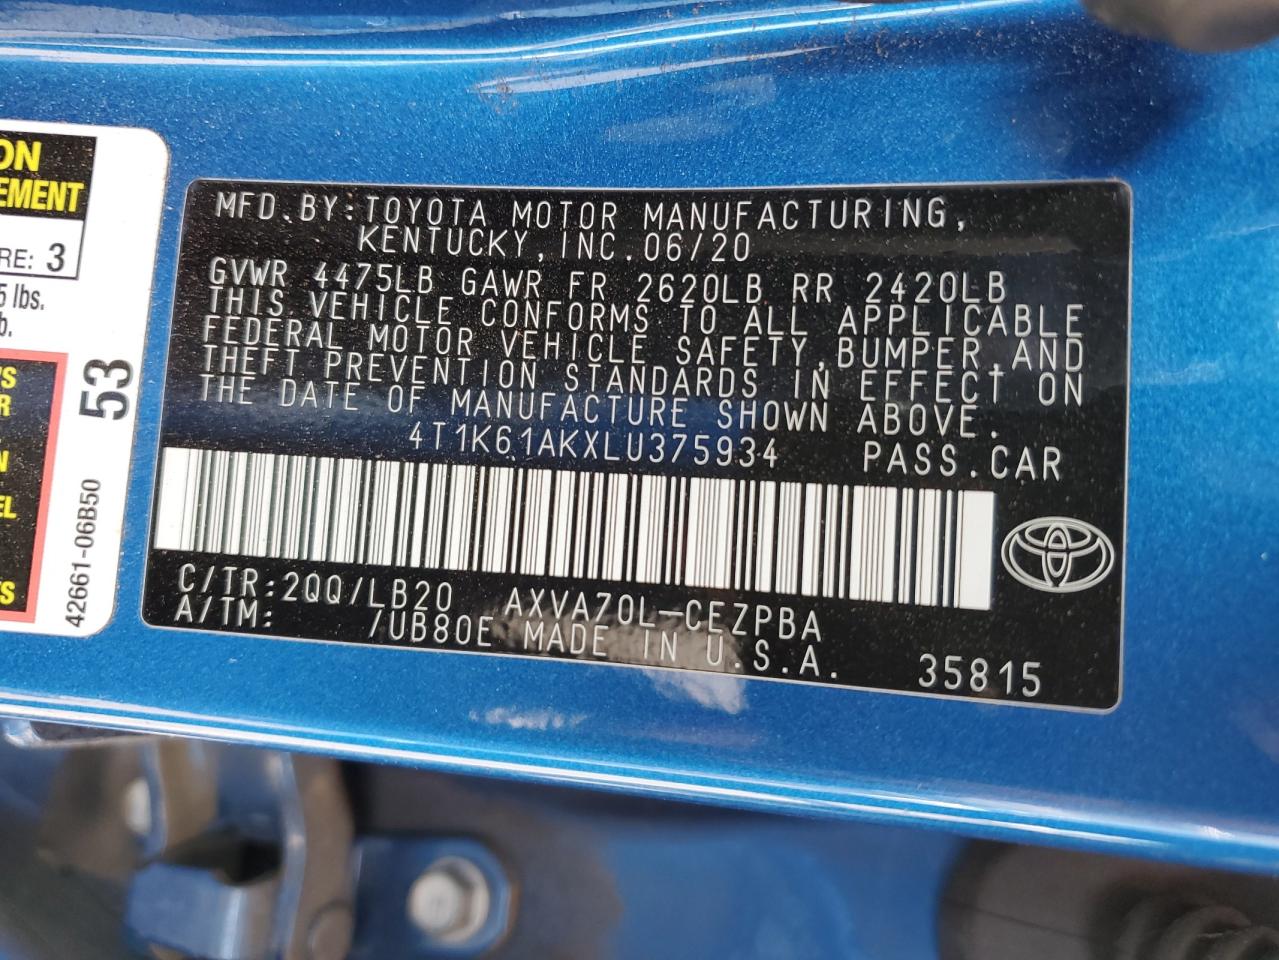 ON
EMENT
RE: 3
5 lbs.
b.
53
42661-06B50
MFD.BY:TOYOTA MOTOR MANUFACTURING,
KENTUCKY,INC.06/20
GVWR 4475LB GAWR FR 2620LB RR 2420LB
THIS VEHICLE CONFORMS TO ALL APPLICABLE
FEDERAL MOTOR VEHICLE SAFETY,BUMPER,AND
THEFT PREVENTION STANDARDS IN EFFECT ON
THE DATE OF MANUFACTURE SHOWN ABOVE.
4T1K61AKXLU375934 PASS.CAR
C/TR:2QQ/LB20 AXVA70L-CEZPBA
A/TM: /UB80E MADE IN U.S.A. 35815